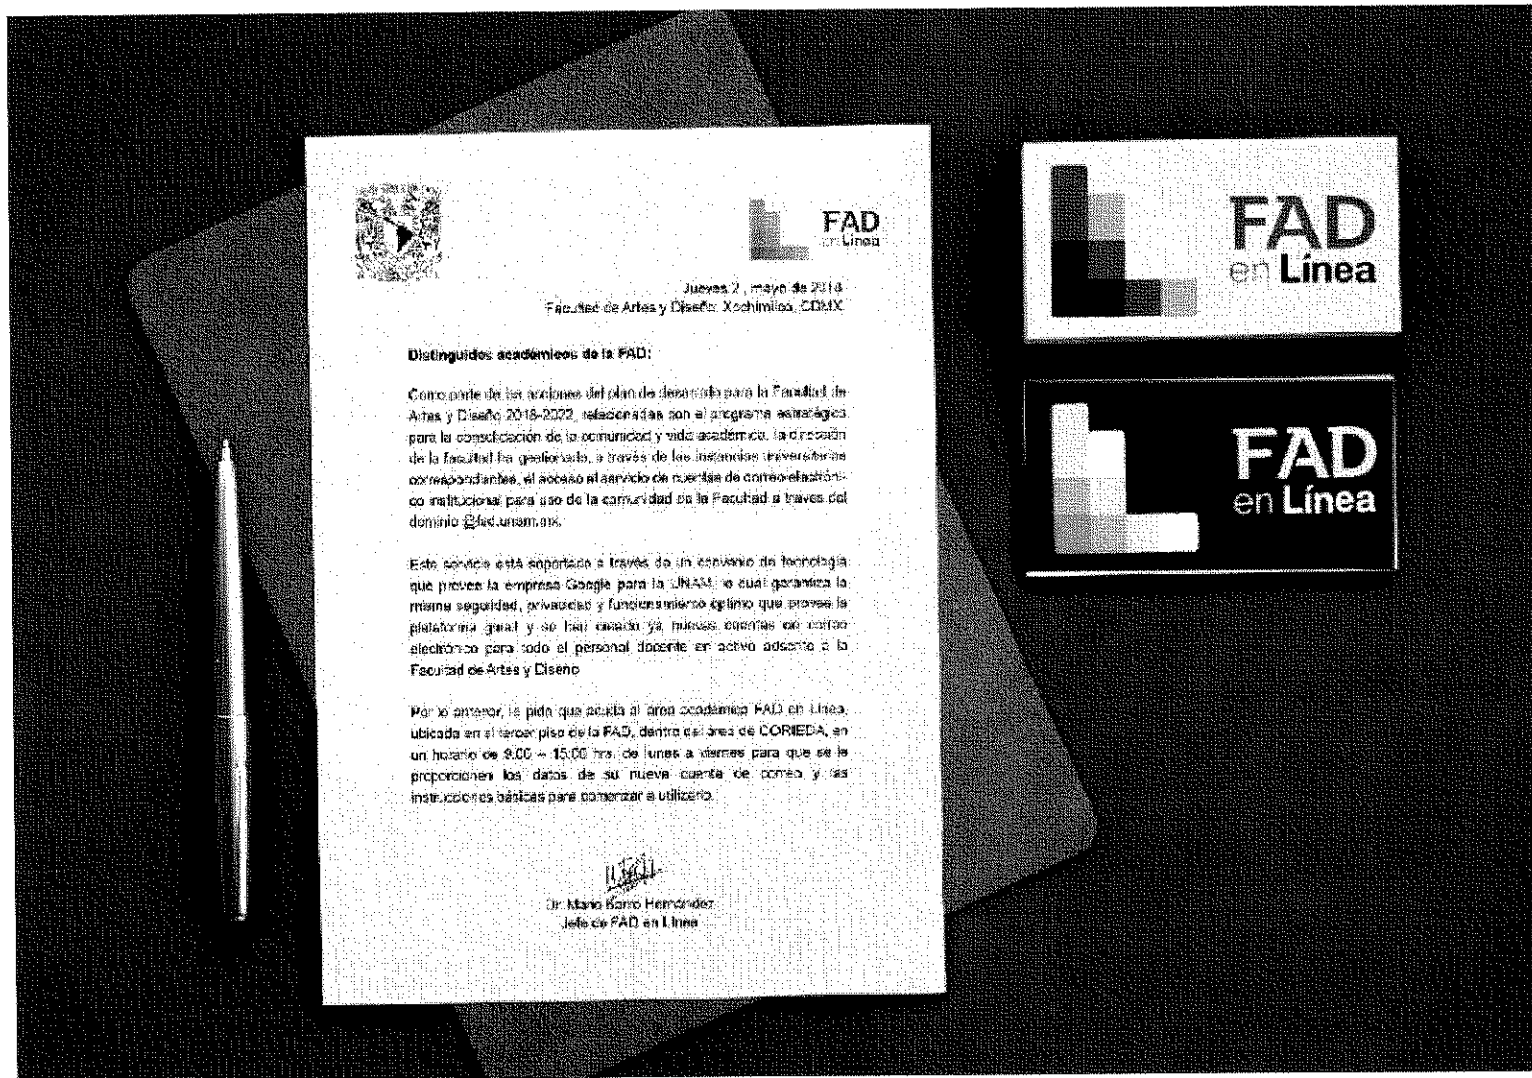 FAD
en Línea
Jueves 2, mayo de
Facultad de Artes y Diseño, Xochimilco, CDMX
Distinguidos académicos de la FAD:
Como parte de las acciones del plan de desarrollo para la Facultad de
Artes y Diseño 2018-2022, relacionadas con el programa estratégico
para la consolidación de la comunidad y vida académica, la dirección
de la facultad ha gestionado, a través de las instancias universitarias
correspondientes, el acceso al servicio de cuentas de correo electróni-
co institucional para uso de la comunidad de la Facultad a través del
dominio @fad.unam.mx.
Este servicio está soportado a través de un convenio de tecnología
que provee la empresa Google para la UNAM, lo cual garantiza la
misma seguridad, privacidad y funcionamiento óptimo que provee la
plataforma gmail y se han creado ya nuevas cuentas de correo
electrónico para todo el personal docente en activo adscrito a la
Facultad de Artes y Diseño
Por lo anterior, le pido que acuda al área académica FAD en Línea,
ubicada en el tercer piso de la FAD, dentro del área de CORIEDA, en
un horario de 9:00 – 15:00 hrs. de lunes a viernes para que se le
proporcionen los datos de su nueva cuenta de correo y las
instrucciones básicas para comenzar a utilizarlo.
Dr. Mario Barro Hernández
Jefe de FAD en Línea
FAD
en Línea
FAD
en Línea